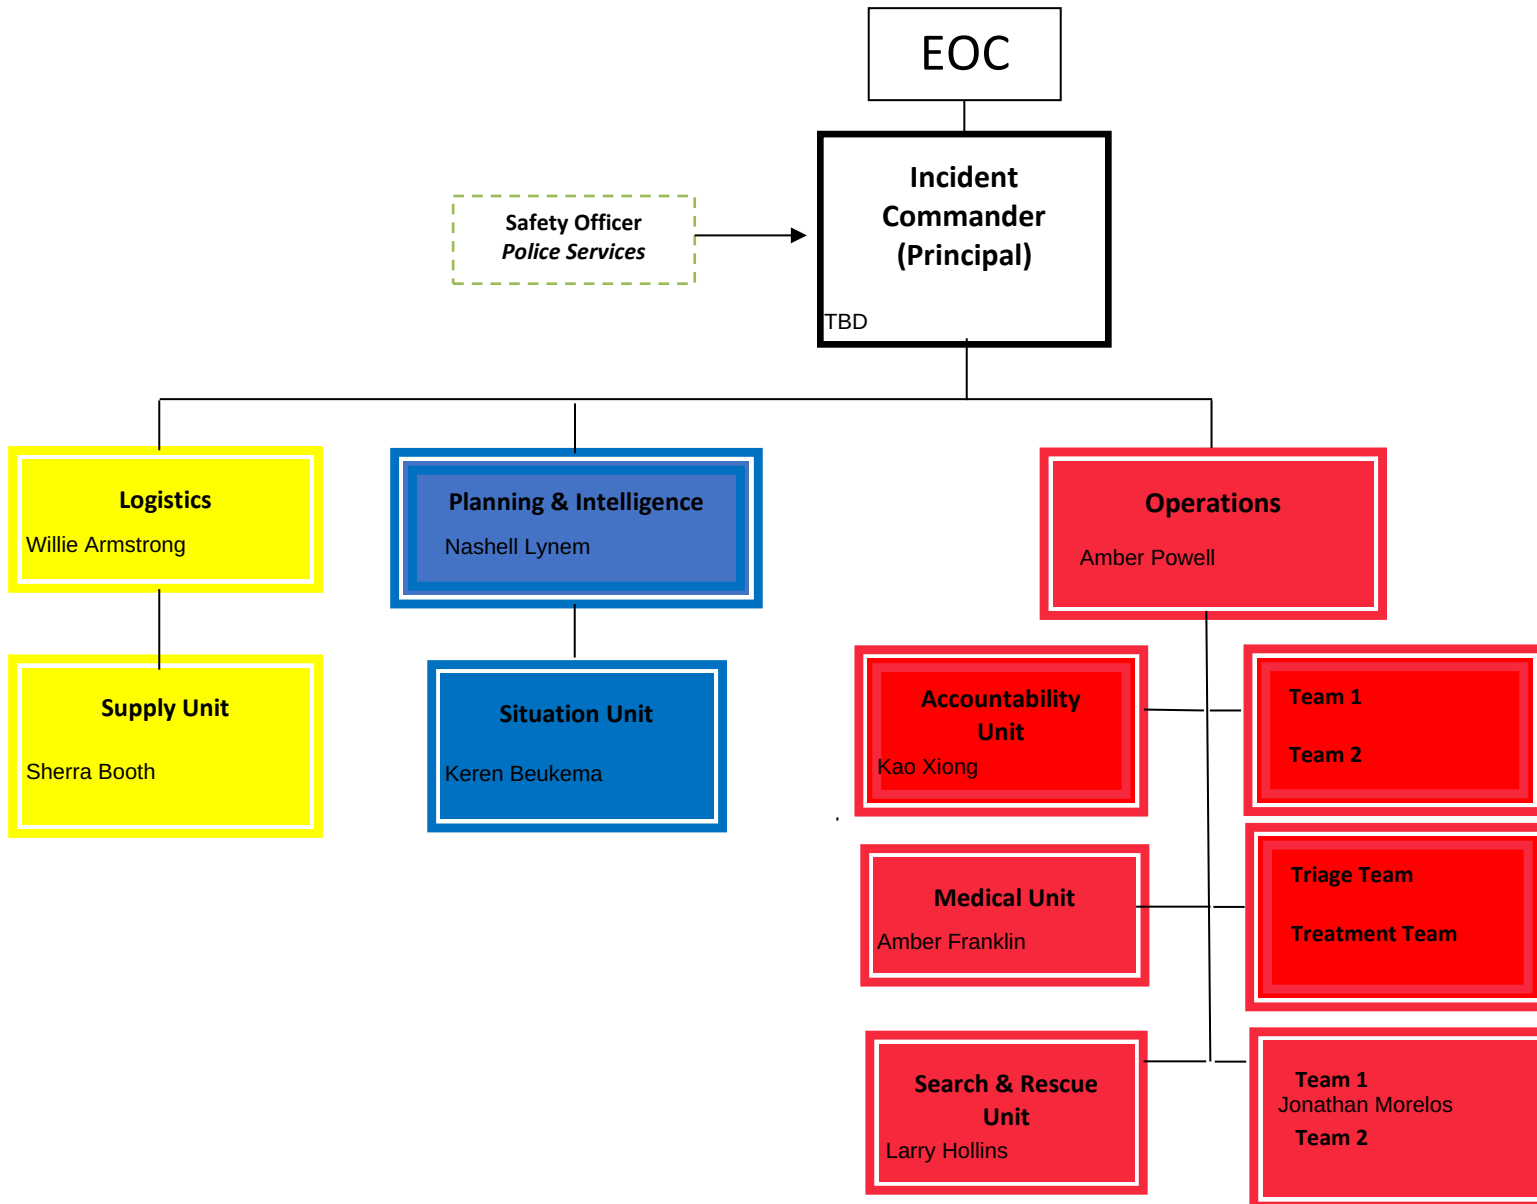 EOC
Incident
Commander
(Principal)
TBD
Safety Officer
Police Services
Logistics
Willie Armstrong
Planning & Intelligence
Nashell Lynem
Operations
Amber Powell
Supply Unit
Sherra Booth
Situation Unit
Keren Beukema
Accountability
Unit
Kao Xiong
Team 1
Team 2
Medical Unit
Amber Franklin
Triage Team
Treatment Team
Search & Rescue
Unit
Larry Hollins
Team 1
Jonathan Morelos
Team 2